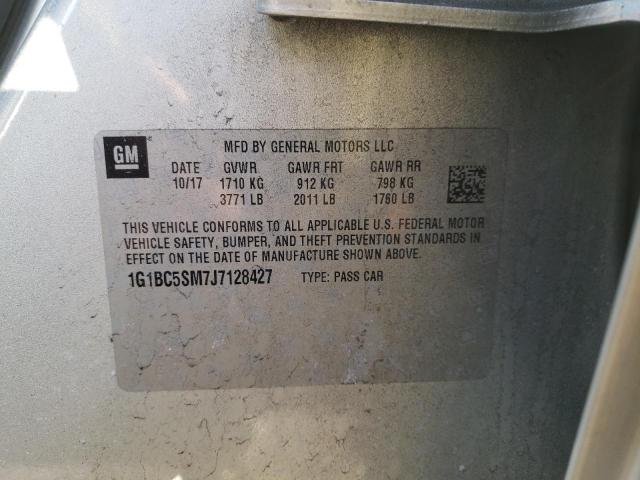 GM
MFD BY GENERAL MOTORS LLC
DATE GVWR GAWR FRT GAWR RR
10/17 1710 KG 912 KG 798 KG
3771 LB 2011 LB 1760 LB
THIS VEHICLE CONFORMS TO ALL APPLICABLE U.S. FEDERAL MOTOR
VEHICLE SAFETY, BUMPER, AND THEFT PREVENTION STANDARDS IN
EFFECT ON THE DATE OF MANUFACTURE SHOWN ABOVE.
1G1BC5SM7J7128427 TYPE: PASS CAR